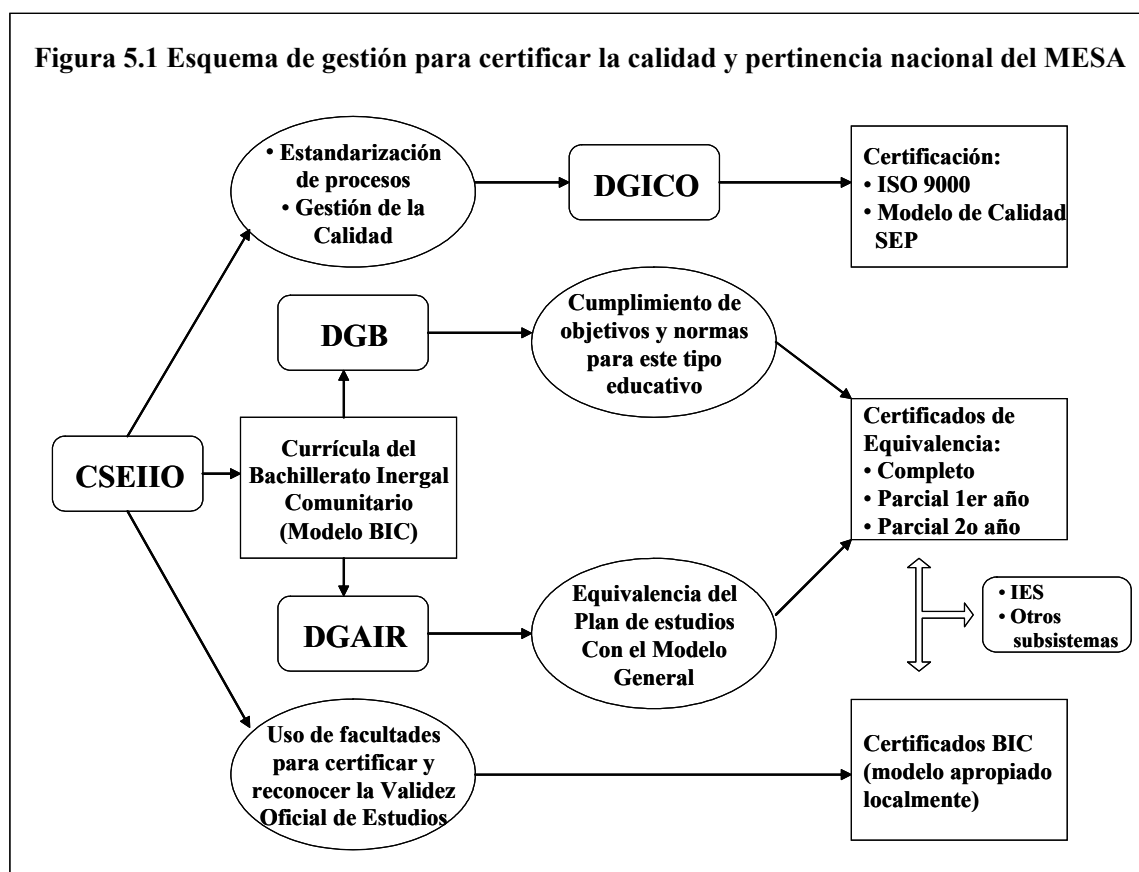 Figura 5.1 Esquema de gestión para certificar la calidad y pertinencia nacional del MESA
• Estandarización
de procesos
• Gestión de la
Calidad
DGICO
Certificación:
• ISO 9000
• Modelo de Calidad
SEP
DGB
Cumplimiento de
objetivos y normas
para este tipo
educativo
CSEIIO
Currícula del
Bachillerato Inergal
Comunitario
(Modelo BIC)
Certificados de
Equivalencia:
• Completo
• Parcial 1er año
• Parcial 2o año
DGAIR
Equivalencia del
Plan de estudios
Con el Modelo
General
• IES
• Otros
subsistemas
Uso de facultades
para certificar y
reconocer la Validez
Oficial de Estudios
Certificados BIC
(modelo apropiado
localmente)